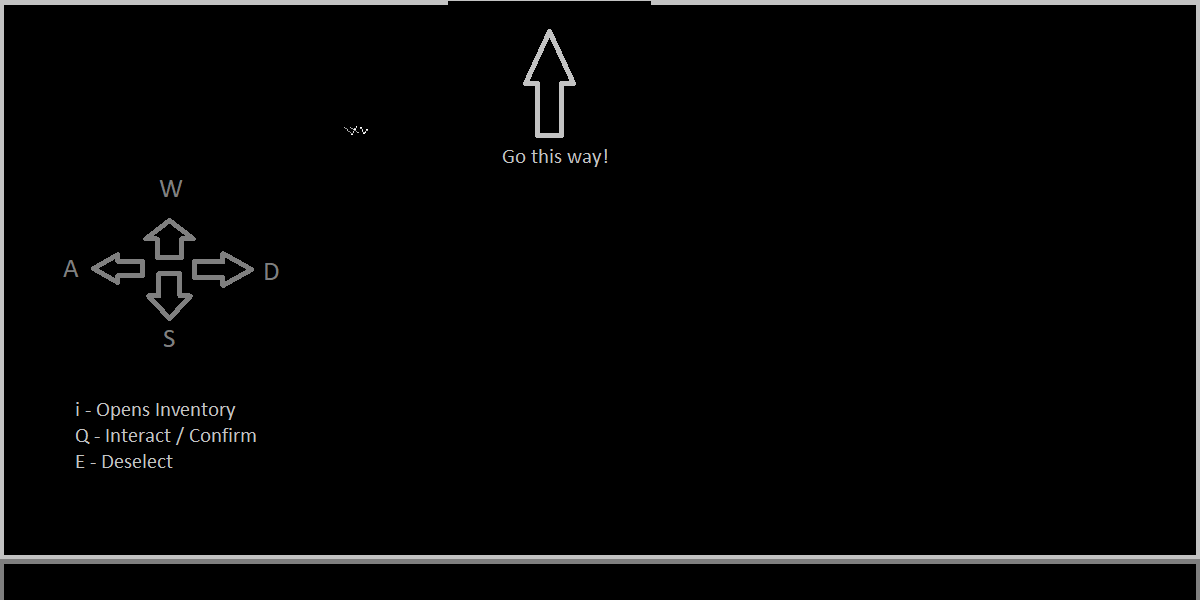 Go this way!
W
A
D
S
i - Opens Inventory
Q - Interact / Confirm
E - Deselect